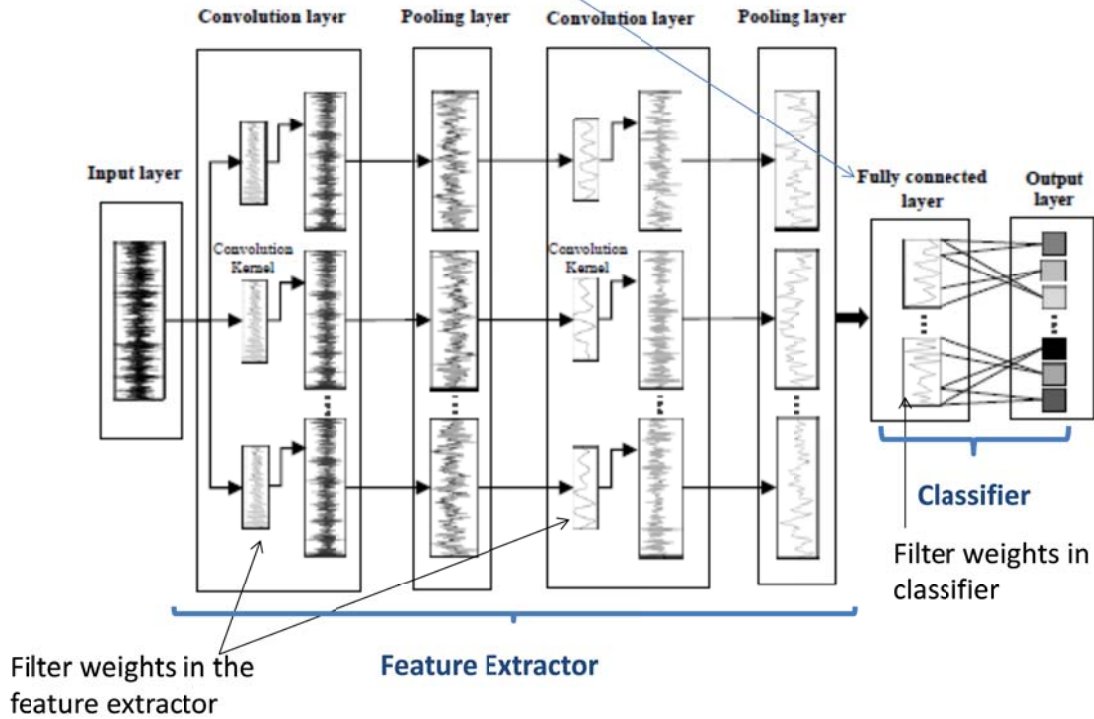 Convolution layer
Pooling layer
Convolution layer
Pooling layer
Input layer
Convolution
Kernel
Convolution
Kernel
Fully connected
layer
Output
layer
Classifier
Filter weights in
classifier
Feature Extractor
Filter weights in the
feature extractor